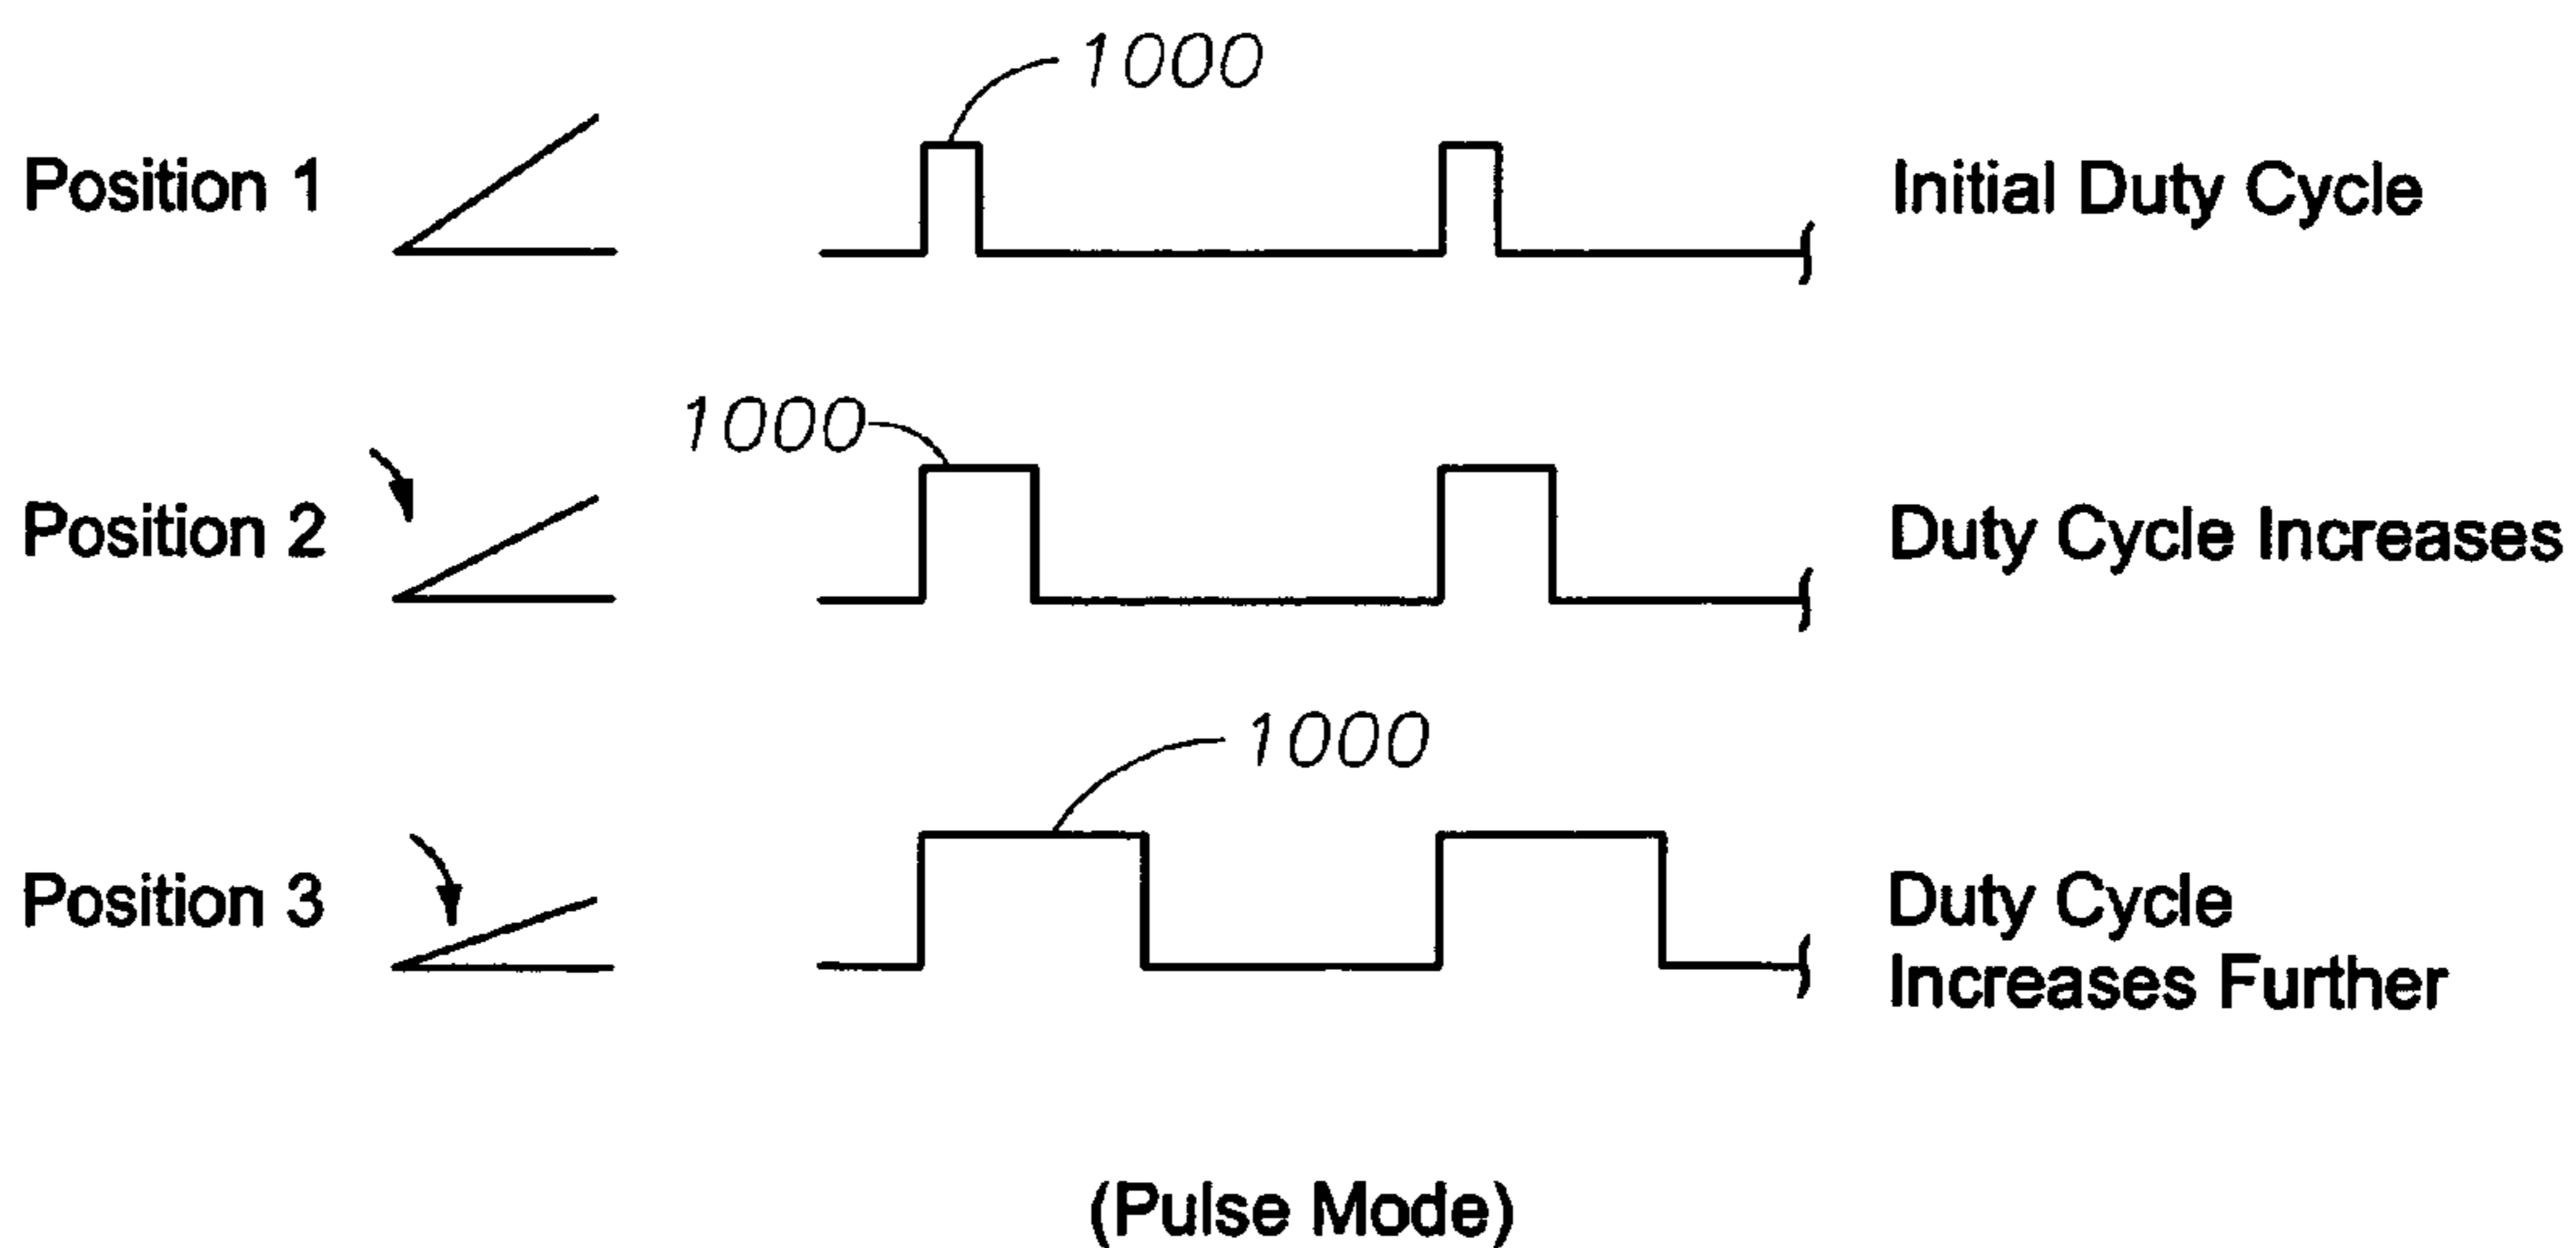 1000
Position 1
Initial Duty Cycle
1000
Position 2
Duty Cycle Increases
1000
Position 3
Duty Cycle
Increases Further
(Pulse Mode)